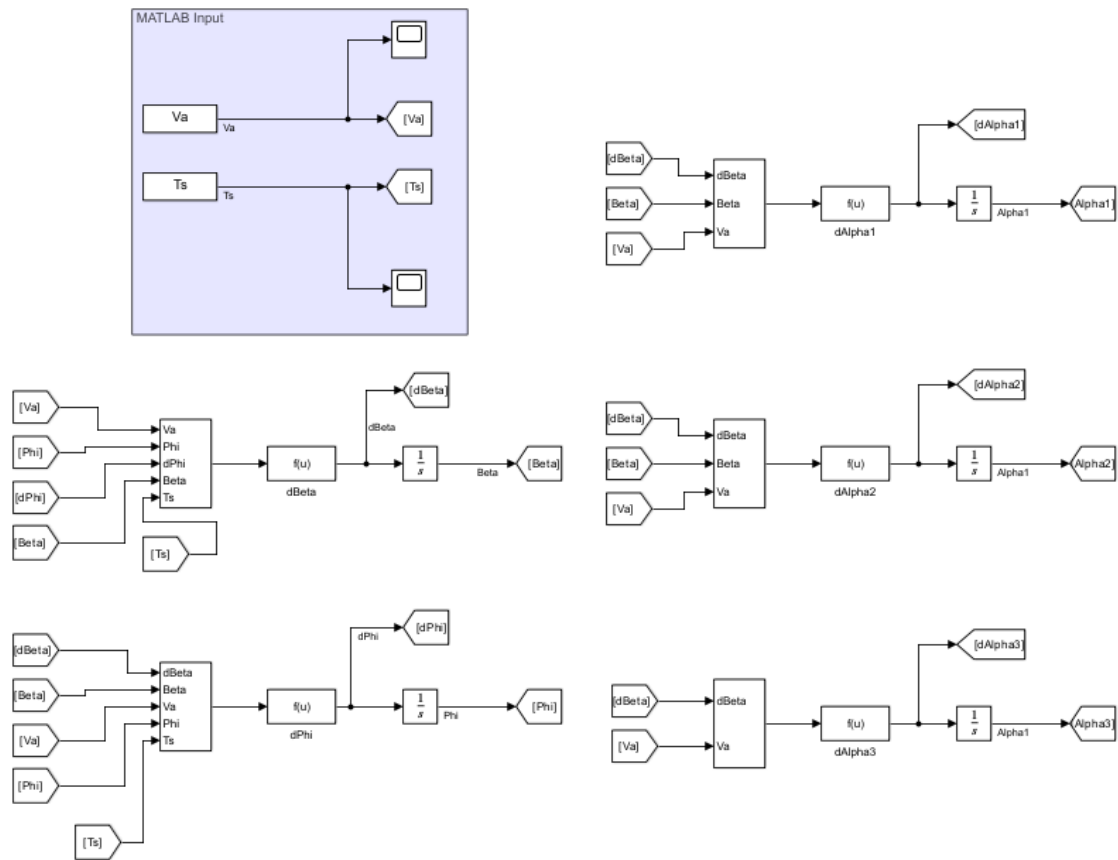 MATLAB Input
Va
Va
[Va]
Ts
Ts
[Ts]
[dBeta]
[Beta]
[Va]
dBeta
Beta
Va
f(u)
dAlpha1
[dAlpha1]
1
s
Alpha1
Alpha1]
[Va]
[Phi]
[dPhi]
[Beta]
[Ts]
Va
Phi
dPhi
Beta
Ts
f(u)
dBeta
[dBeta]
dBeta
1
s
Beta
[Beta]
[dBeta]
[Beta]
[Va]
dBeta
Beta
Va
f(u)
dAlpha2
[dAlpha2]
1
s
Alpha1
Alpha2]
[dBeta]
[Beta]
[Va]
[Phi]
[Ts]
dBeta
Beta
Va
Phi
Ts
f(u)
dPhi
[dPhi]
dPhi
1
s
Phi
[Phi]
[dBeta]
[Va]
dBeta
Va
f(u)
dAlpha3
[dAlpha3]
1
s
Alpha1
Alpha3]